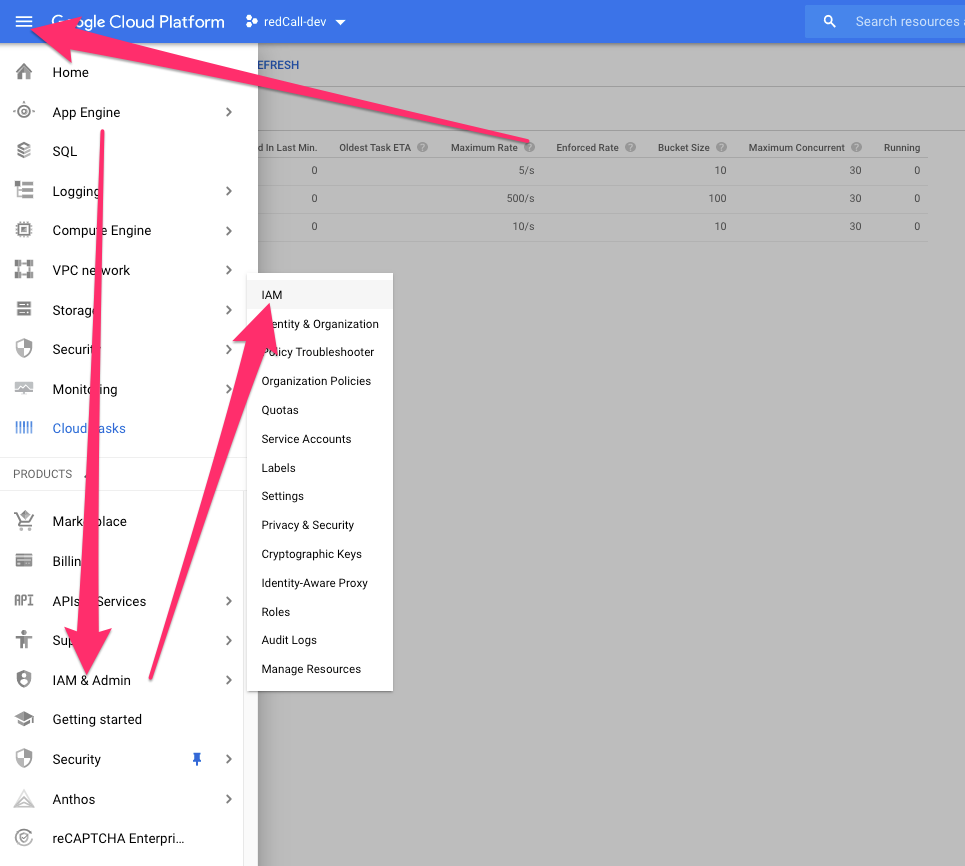 Google Cloud Platform redCall-dev Search resources
Home
App Engine
SQL
Logging
Compute Engine
VPC network
Storage
Security
Monitoring
Cloud Tasks
PRODUCTS
Marketplace
Billing
APIs & Services
Support
IAM & Admin
Getting started
Security
Anthos
reCAPTCHA Enterpri...
EFRESH
d In Last Min. Oldest Task ETA Maximum Rate Enforced Rate Bucket Size Maximum Concurrent Running
0 5/s 10 30 0
0 500/s 100 30 0
0 10/s 10 30 0
IAM
Identity & Organization
Policy Troubleshooter
Organization Policies
Quotas
Service Accounts
Labels
Settings
Privacy & Security
Cryptographic Keys
Identity-Aware Proxy
Roles
Audit Logs
Manage Resources